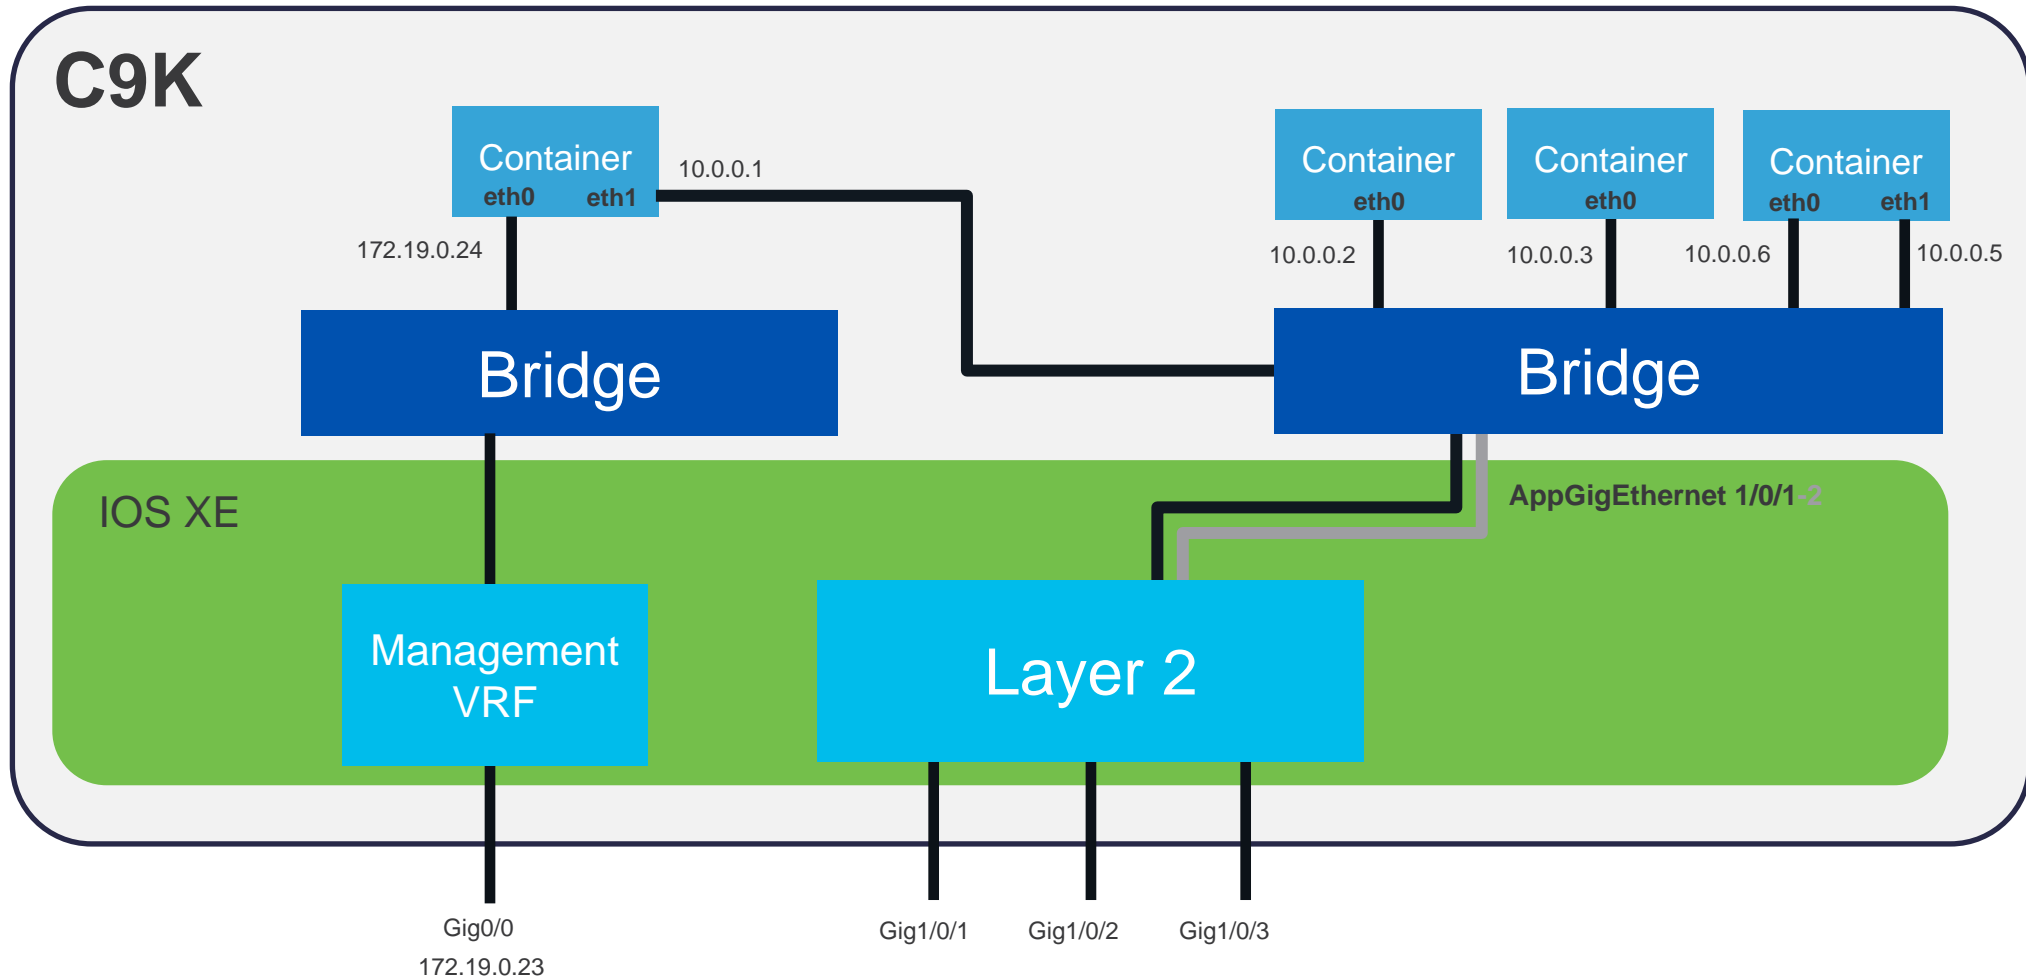 C9K
Container
eth0 eth1
10.0.0.1
172.19.0.24
Container
eth0
10.0.0.2
Container
eth0
10.0.0.3
Container
eth0 eth1
10.0.0.6
10.0.0.5
Bridge
Bridge
IOS XE
AppGigEthernet 1/0/1-2
Management
VRF
Layer 2
Gig0/0
172.19.0.23
Gig1/0/1
Gig1/0/2
Gig1/0/3